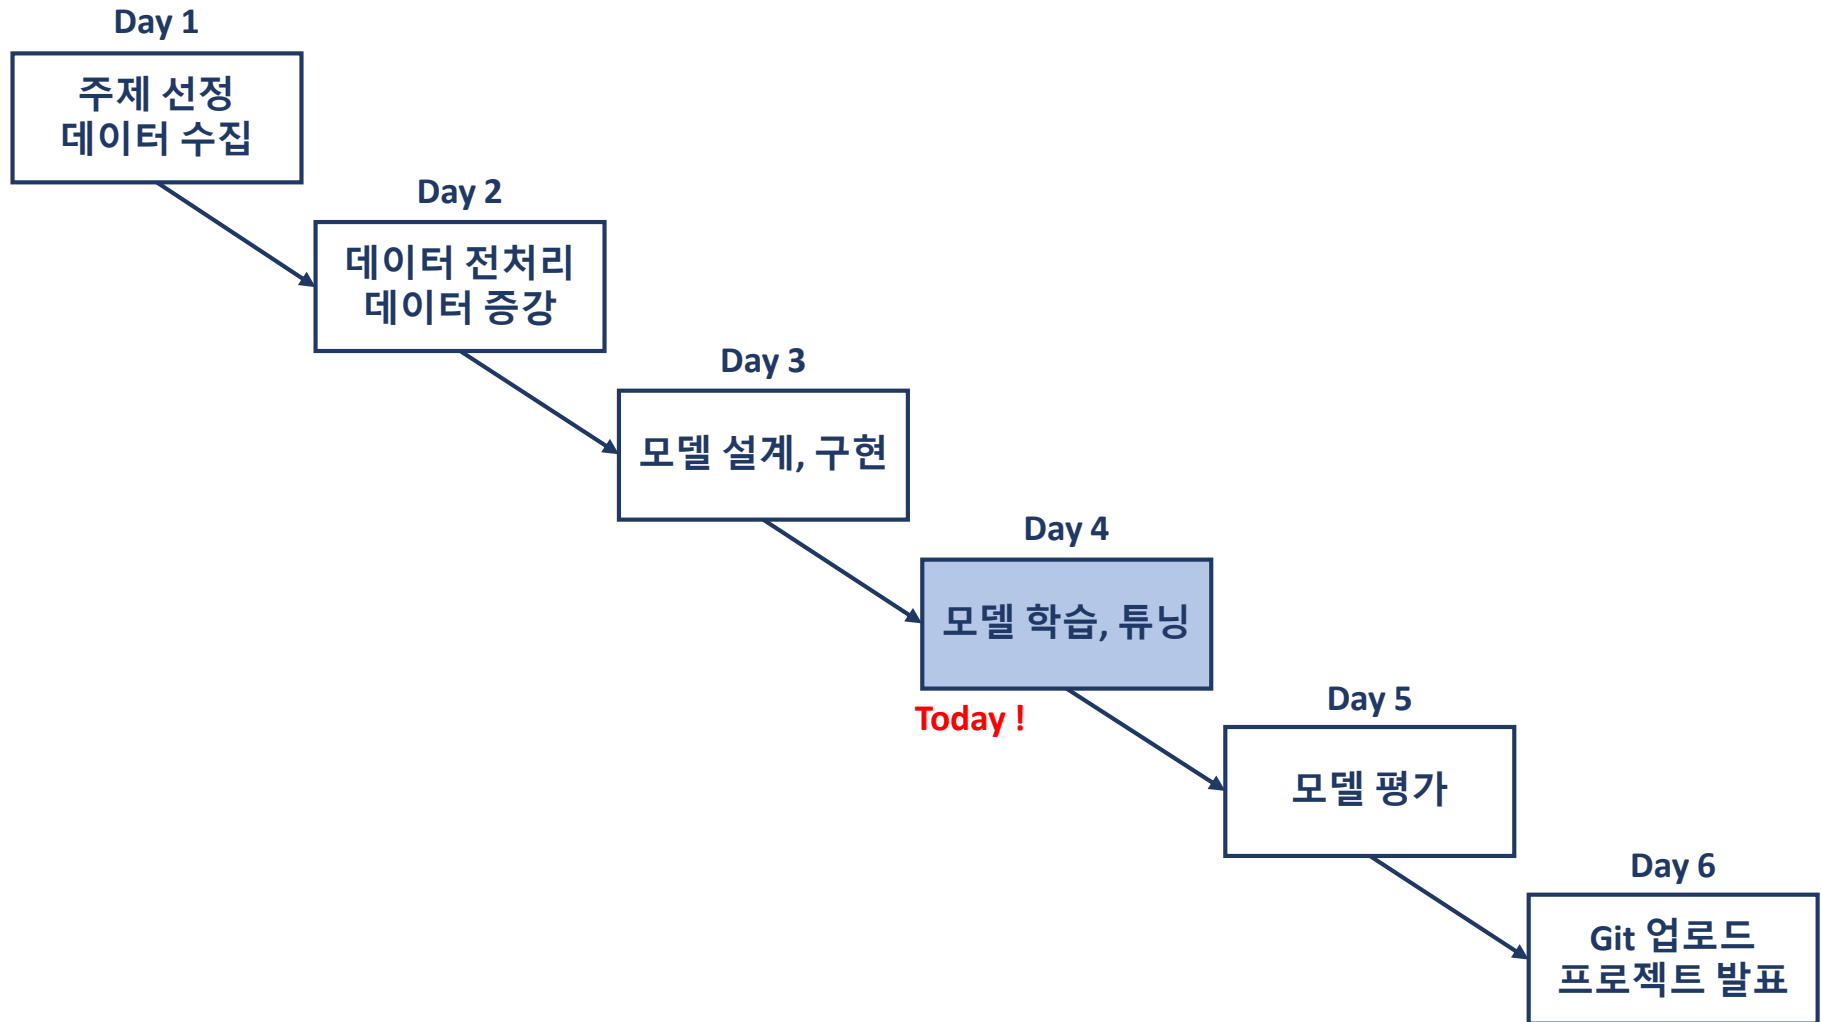 Day 1
주제 선정
데이터 수집
Day 2
데이터 전처리
데이터 증강
Day 3
모델 설계, 구현
Day 4
모델 학습, 튜닝
Today !
Day 5
모델 평가
Day 6
Git 업로드
프로젝트 발표